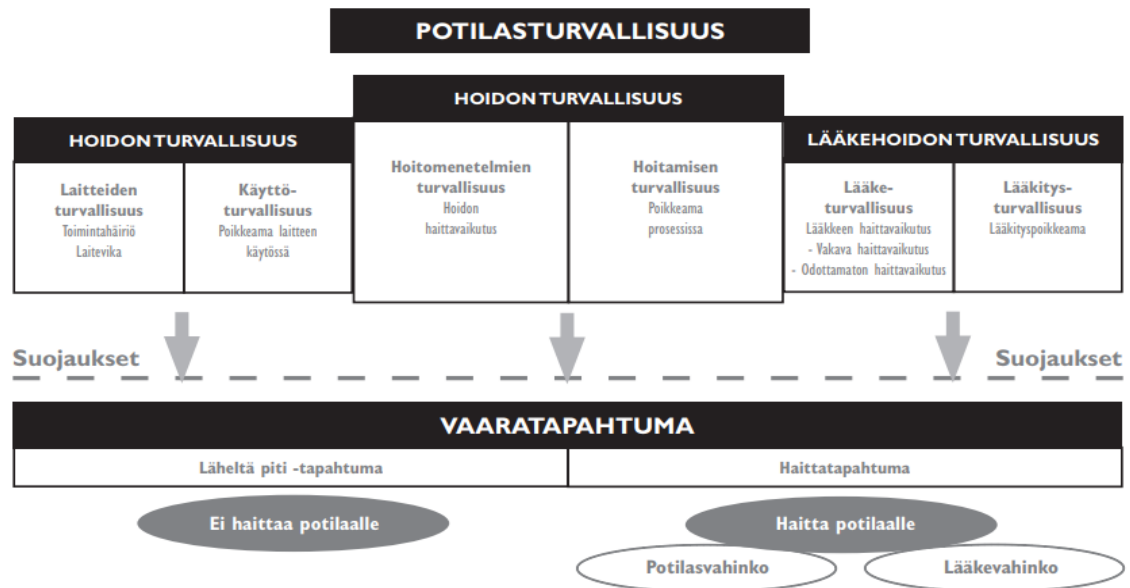 POTILASTURVALLISUUS
HOIDON TURVALLISUUS
HOIDON TURVALLISUUS
LÄÄKEHOIDON TURVALLISUUS
Laitteiden
turvallisuus
Toimintahäiriö
Laitevika
Käyttö-
turvallisuus
Poikkeama laitteen
käytössä
Hoitomenetelmien
turvallisuus
Hoidon
haittavaikutus
Hoitamisen
turvallisuus
Poikkeama
prosessissa
Lääke-
turvallisuus
Lääkkeen haittavaikutus
- Vakava haittavaikutus
- Odottamaton haittavaikutus
Lääkitys-
turvallisuus
Lääkityspoikkeama
Suojaukset
Suojaukset
VAARATAPAHTUMA
Läheltä piti -tapahtuma
Haittatapahtuma
Ei haittaa potilaalle
Haitta potilaalle
Potilasvahinko
Lääkevahinko